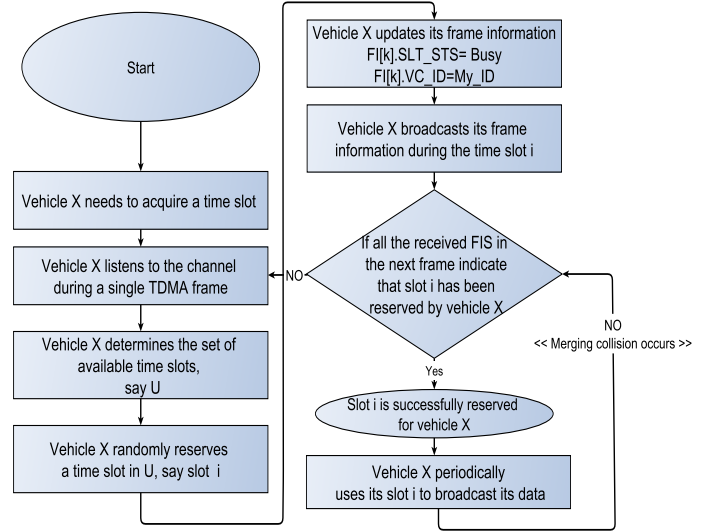 Start
Vehicle X needs to acquire a time slot
Vehicle X listens to the channel
during a single TDMA frame
Vehicle X determines the set of
available time slots,
say U
Vehicle X randomly reserves
a time slot in U, say slot i
Vehicle X updates its frame information
FI[k].SLT_STS= Busy
FI[k].VC_ID=My_ID
Vehicle X broadcasts its frame
information during the time slot i
If all the received FIS in
the next frame indicate
that slot i has been
reserved by vehicle X
NO
Yes
Slot i is successfully reserved
for vehicle X
Vehicle X periodically
uses its slot i to broadcast its data
NO
<< Merging collision occurs >>